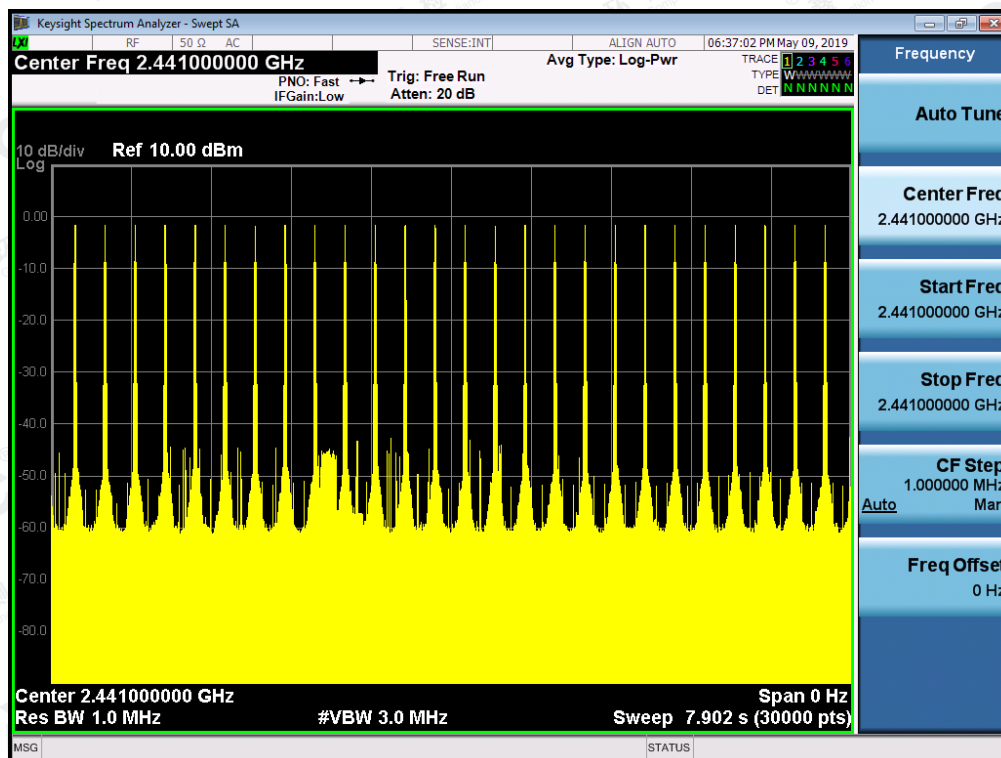 Keysight Spectrum Analyzer - Swept SA
LXI RF 50 Ω AC SENSE:INT ALIGN AUTO 06:37:02 PM May 09, 2019
Center Freq 2.441000000 GHz
PNO: Fast
IFGain:Low
Trig: Free Run
Atten: 20 dB
Avg Type: Log-Pwr
TRACE 1 2 3 4 5 6
TYPE WWWWWW
DET N N N N N N
10 dB/div Ref 10.00 dBm
Log
0.00
-10.0
-20.0
-30.0
-40.0
-50.0
-60.0
-70.0
-80.0
Center 2.441000000 GHz Span 0 Hz
Res BW 1.0 MHz #VBW 3.0 MHz Sweep 7.902 s (30000 pts)
MSG STATUS
Frequency
Auto Tune
Center Freq
2.441000000 GHz
Start Freq
2.441000000 GHz
Stop Freq
2.441000000 GHz
CF Step
1.000000 MHz
Auto Man
Freq Offset
0 Hz